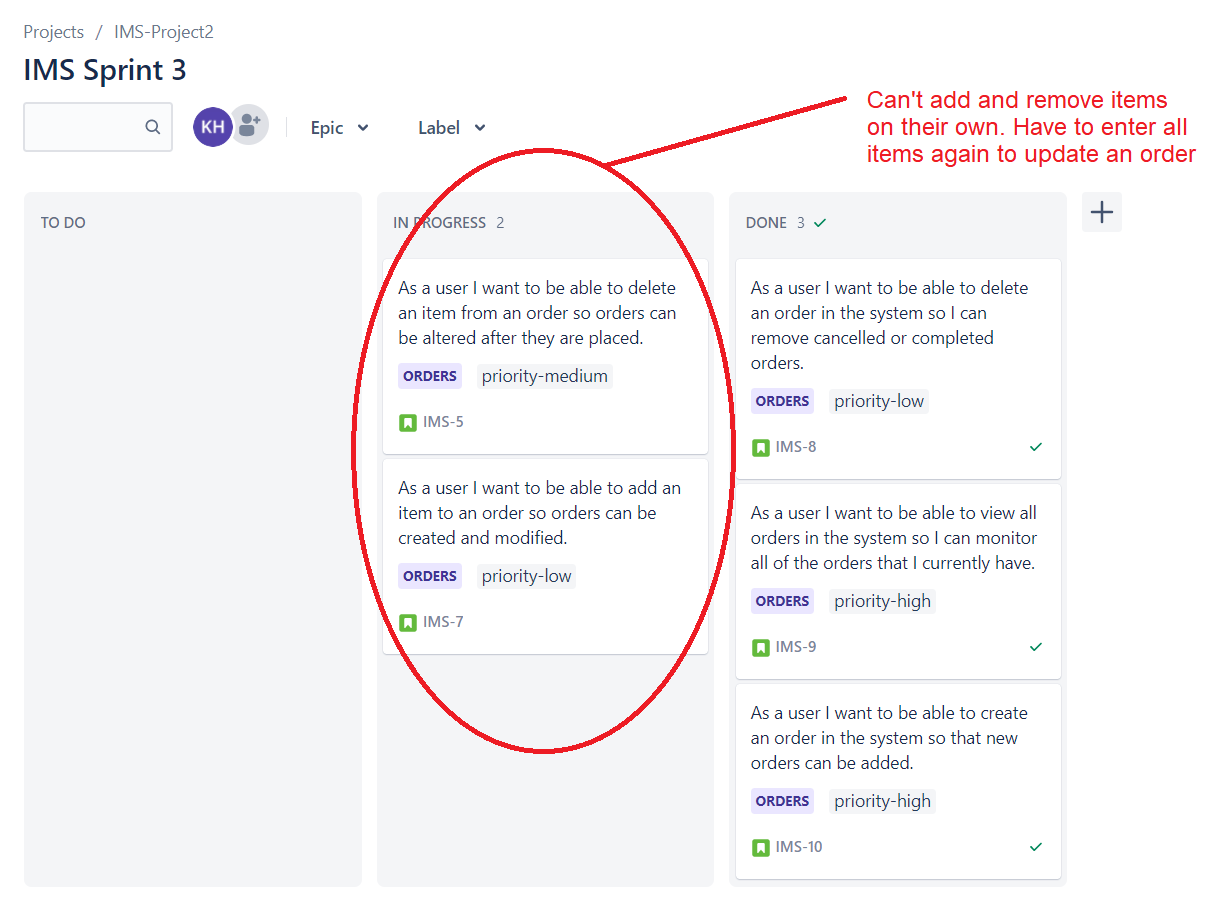 Projects / IMS-Project2
IMS Sprint 3
KH
Epic
Label
Can't add and remove items
on their own. Have to enter all
items again to update an order
TO DO
IN PROGRESS 2
As a user I want to be able to delete
an item from an order so orders can
be altered after they are placed.
ORDERS priority-medium
IMS-5
As a user I want to be able to add an
item to an order so orders can be
created and modified.
ORDERS priority-low
IMS-7
DONE 3
As a user I want to be able to delete
an order in the system so I can
remove cancelled or completed
orders.
ORDERS priority-low
IMS-8
As a user I want to be able to view all
orders in the system so I can monitor
all of the orders that I currently have.
ORDERS priority-high
IMS-9
As a user I want to be able to create
an order in the system so that new
orders can be added.
ORDERS priority-high
IMS-10